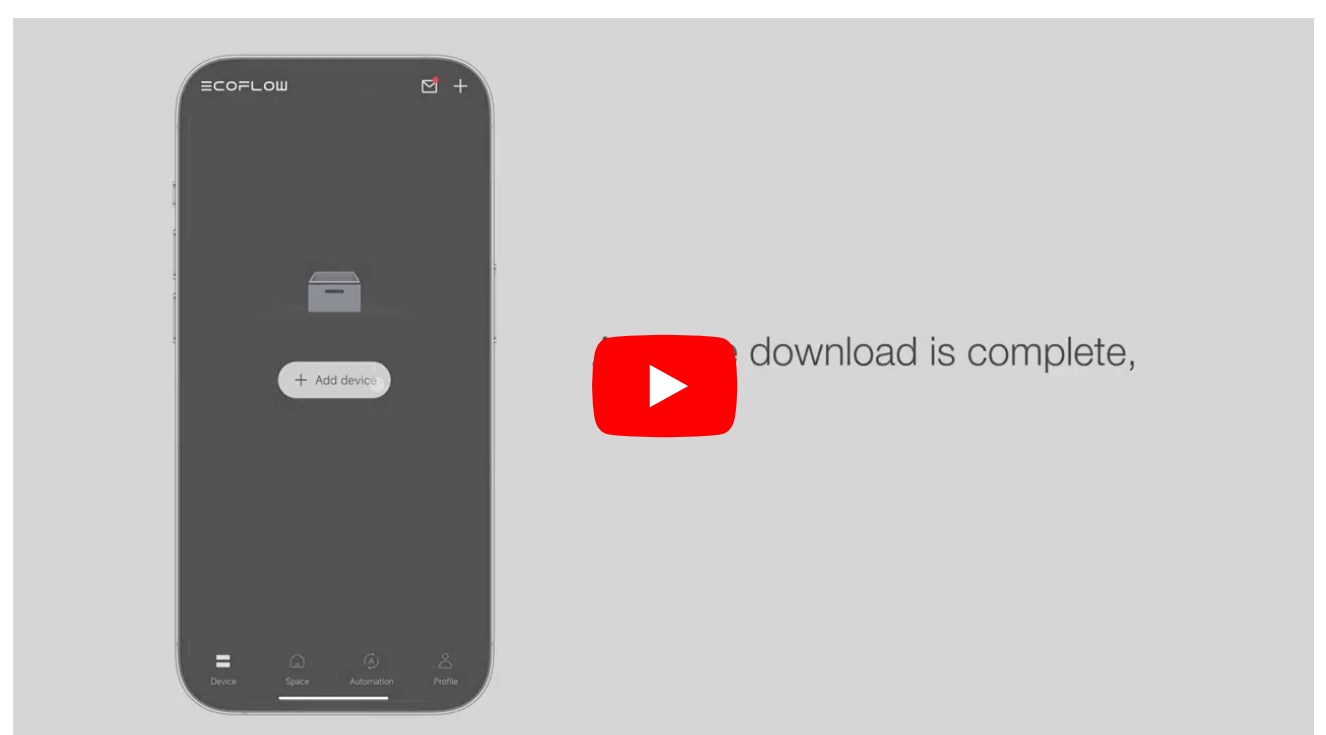 ECOFLOW
download is complete,
+ Add device
Device
Space
Automation
Profile